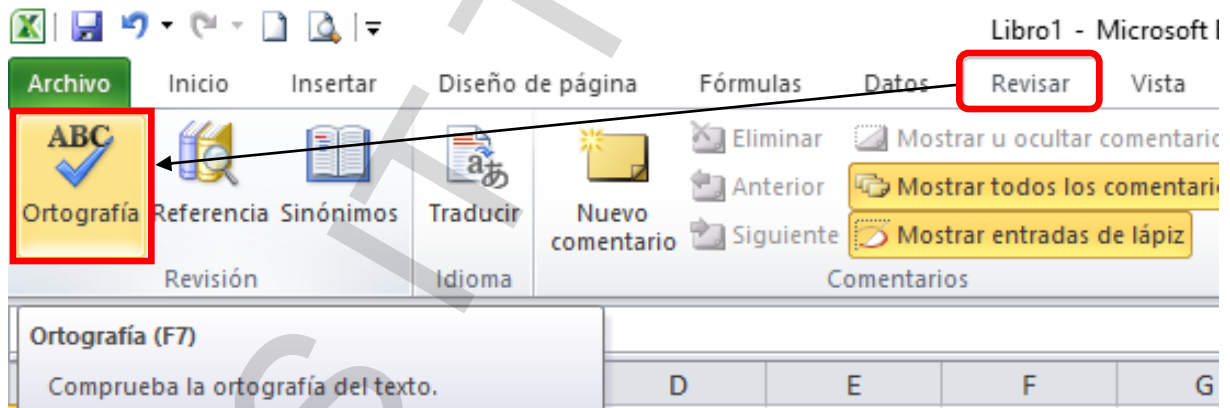 Libro1 - Microsoft
Archivo Inicio Insertar Diseño de página Fórmulas Datos Revisar Vista
ABC
Ortografía Referencia Sinónimos
Revisión
aあ
Traducir
Idioma
Nuevo
comentario
Eliminar
Anterior
Siguiente
Mostrar u ocultar comentario
Mostrar todos los comentario
Mostrar entradas de lápiz
Comentarios
Ortografía (F7)
Comprueba la ortografía del texto.
D E F G